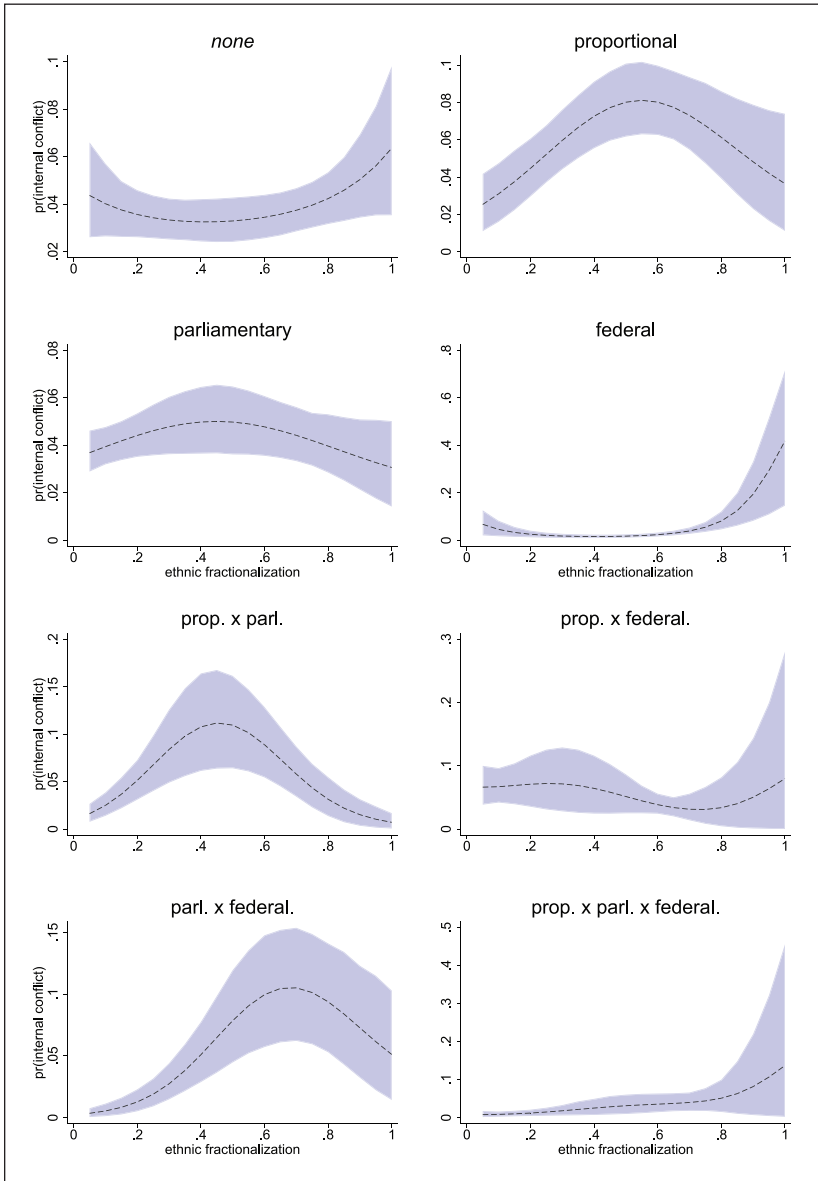 none
proportional
pr(internal conflict)
.02 .04 .06 .08 .1
0 .2 .4 .6 .8 1
0 .02 .04 .06 .08 .1
0 .2 .4 .6 .8 1
parliamentary
federal
pr(internal conflict)
0 .02 .04 .06 .08
0 .2 .4 .6 .8 1
ethnic fractionalization
0 .2 .4 .6 .8
0 .2 .4 .6 .8 1
ethnic fractionalization
prop. x parl.
prop. x federal.
pr(internal conflict)
0 .05 .1 .15 .2
0 .2 .4 .6 .8 1
0 .1 .2 .3
0 .2 .4 .6 .8 1
parl. x federal.
prop. x parl. x federal.
pr(internal conflict)
0 .05 .1 .15
0 .2 .4 .6 .8 1
ethnic fractionalization
0 .1 .2 .3 .4 .5
0 .2 .4 .6 .8 1
ethnic fractionalization